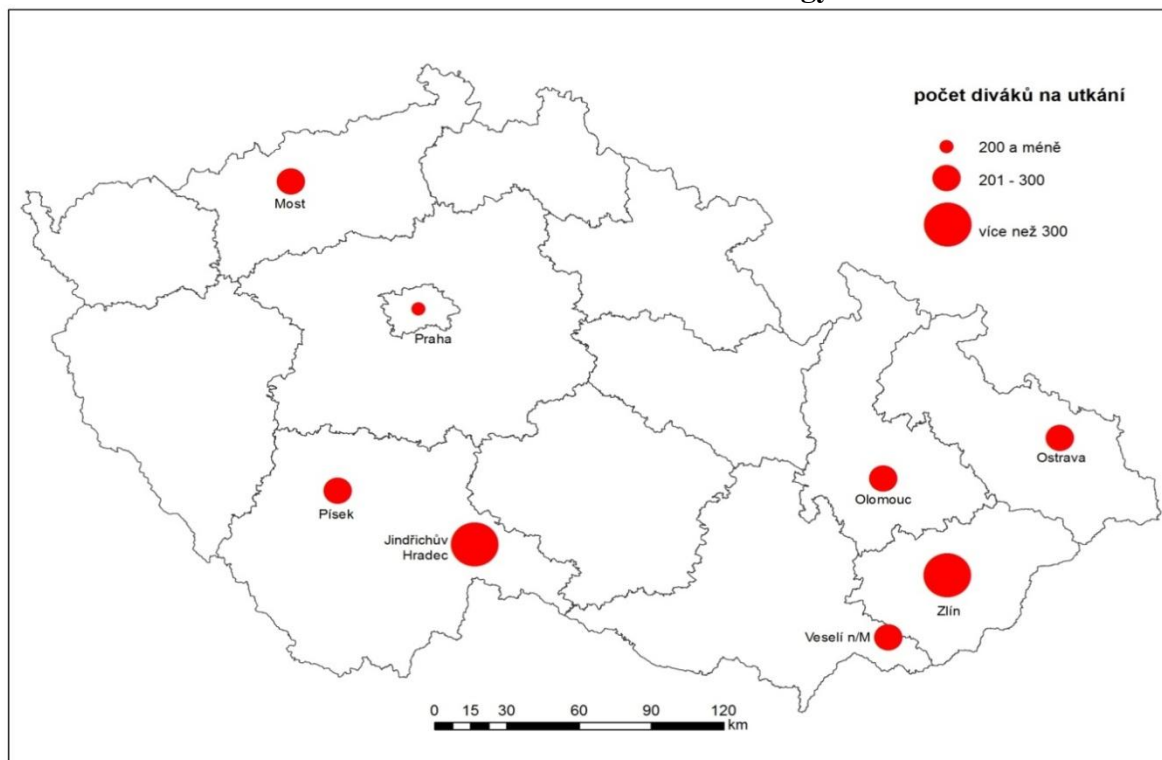 počet diváků na utkání
200 a méně
201 - 300
více než 300
Most
Praha
Ostrava
Olomouc
Písek
Jindřichův
Hradec
Zlín
Veselí n/M
0 15 30 60 90 120
km